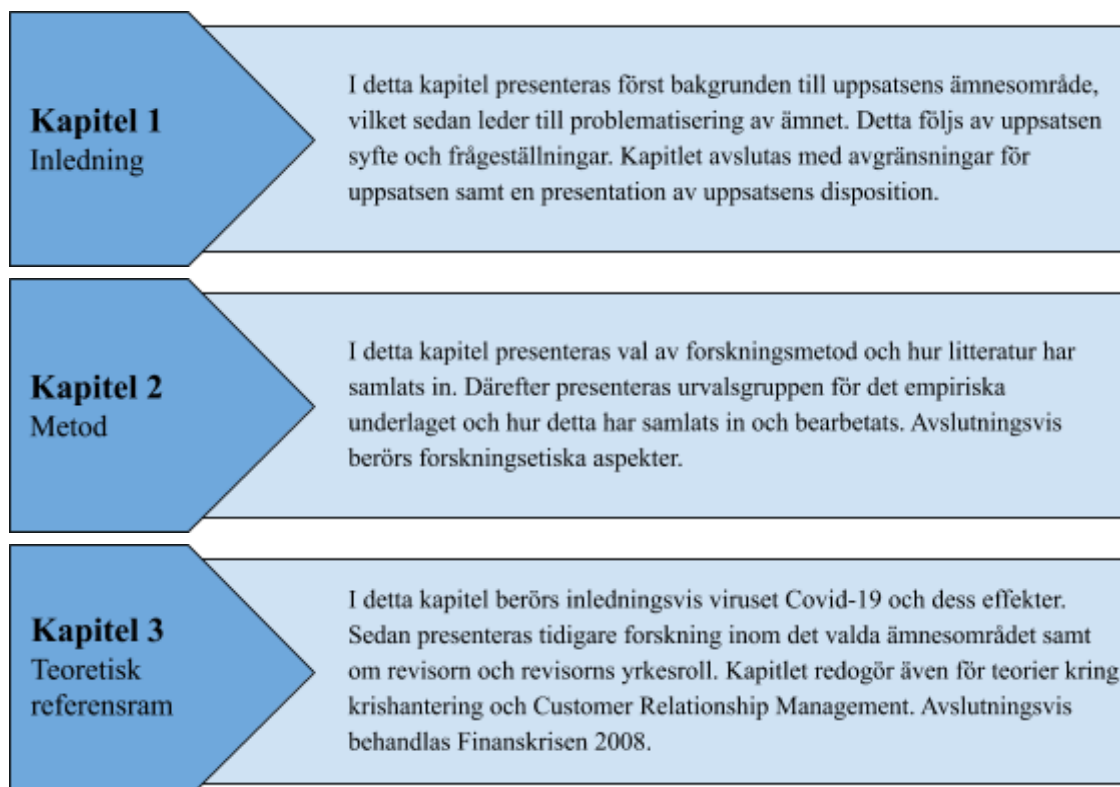 Kapitel 1
Inledning
I detta kapitel presenteras först bakgrunden till uppsatsens ämnesområde,
vilket sedan leder till problematisering av ämnet. Detta följs av uppsatsen
syfte och frågeställningar. Kapitlet avslutas med avgränsningar för
uppsatsen samt en presentation av uppsatsens disposition.
Kapitel 2
Metod
I detta kapitel presenteras val av forskningsmetod och hur litteratur har
samlats in. Därefter presenteras urvalsgruppen för det empiriska
underlaget och hur detta har samlats in och bearbetats. Avslutningsvis
berörs forskningsetiska aspekter.
Kapitel 3
Teoretisk
referensram
I detta kapitel berörs inledningsvis viruset Covid-19 och dess effekter.
Sedan presenteras tidigare forskning inom det valda ämnesområdet samt
om revisorn och revisorns yrkesroll. Kapitlet redogör även för teorier kring
krishantering och Customer Relationship Management. Avslutningsvis
behandlas Finanskrisen 2008.